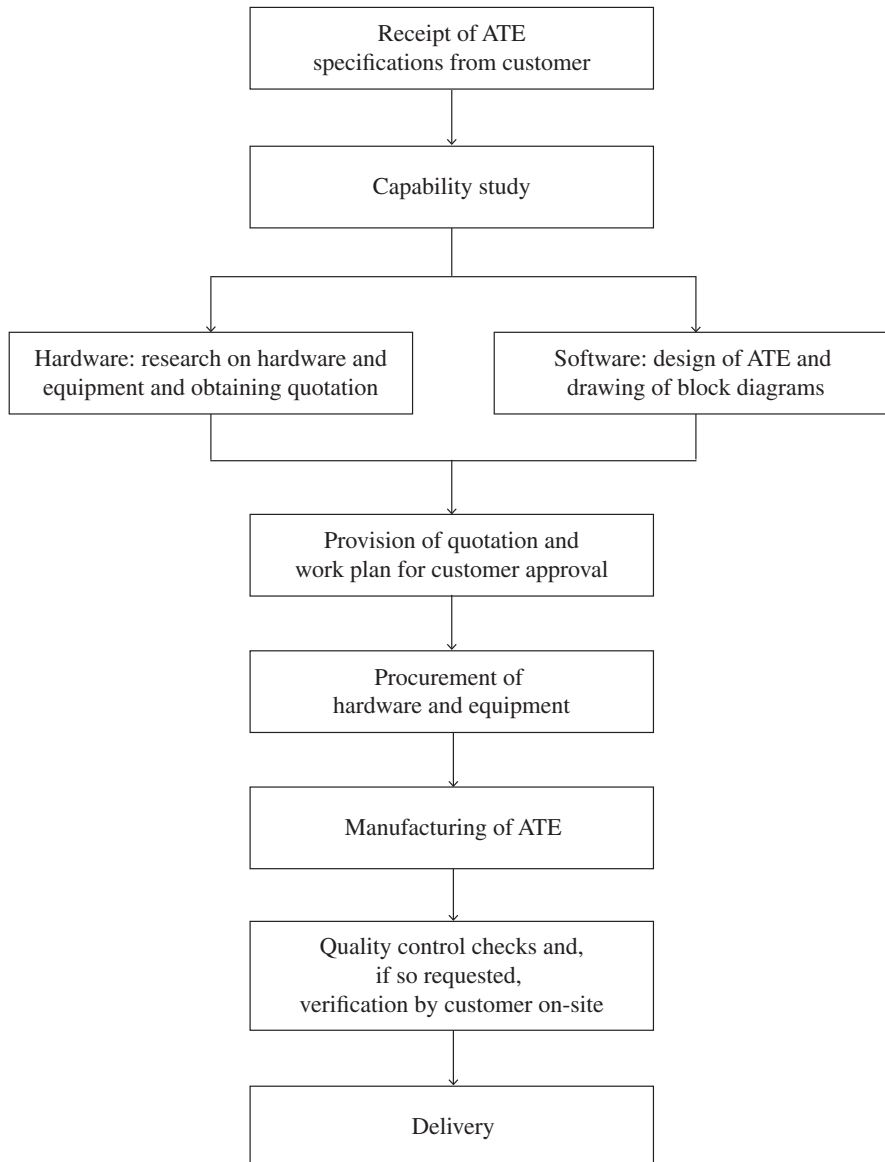 Receipt of ATE
specifications from customer
Capability study
Hardware: research on hardware and
equipment and obtaining quotation
Software: design of ATE and
drawing of block diagrams
Provision of quotation and
work plan for customer approval
Procurement of
hardware and equipment
Manufacturing of ATE
Quality control checks and,
if so requested,
verification by customer on-site
Delivery